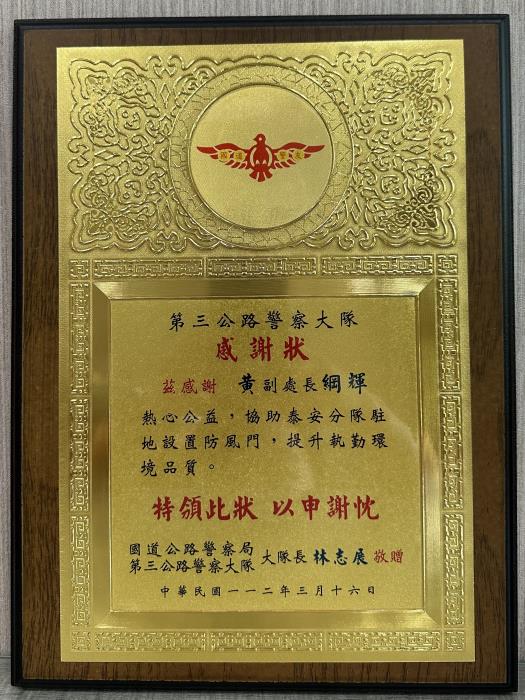 國道警察
第三公路警察大隊
感謝狀
茲感謝 黃副處長綱輝
熱心公益，協助泰安分隊駐
地設置防風門，提升執勤環
境品質。
特頒此狀 以申謝忱
國道公路警察局
第三公路警察大隊 大隊長 林志展 敬贈
中華民國一一二年三月十六日